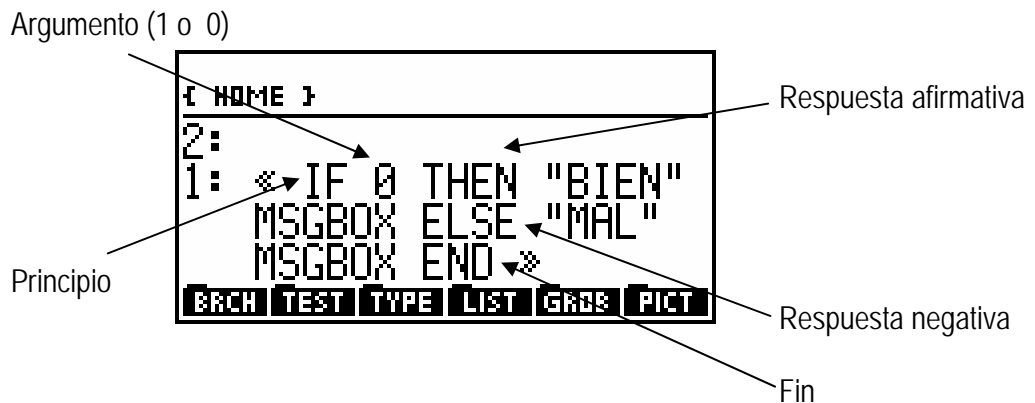 Argumento (1 o 0)
{ HOME }
Respuesta afirmativa
2:
1: « IF 0 THEN "BIEN"
MSGBOX ELSE "MAL"
MSGBOX END »
Principio
BRCH TEST TYPE LIST GROB PICT
Respuesta negativa
Fin